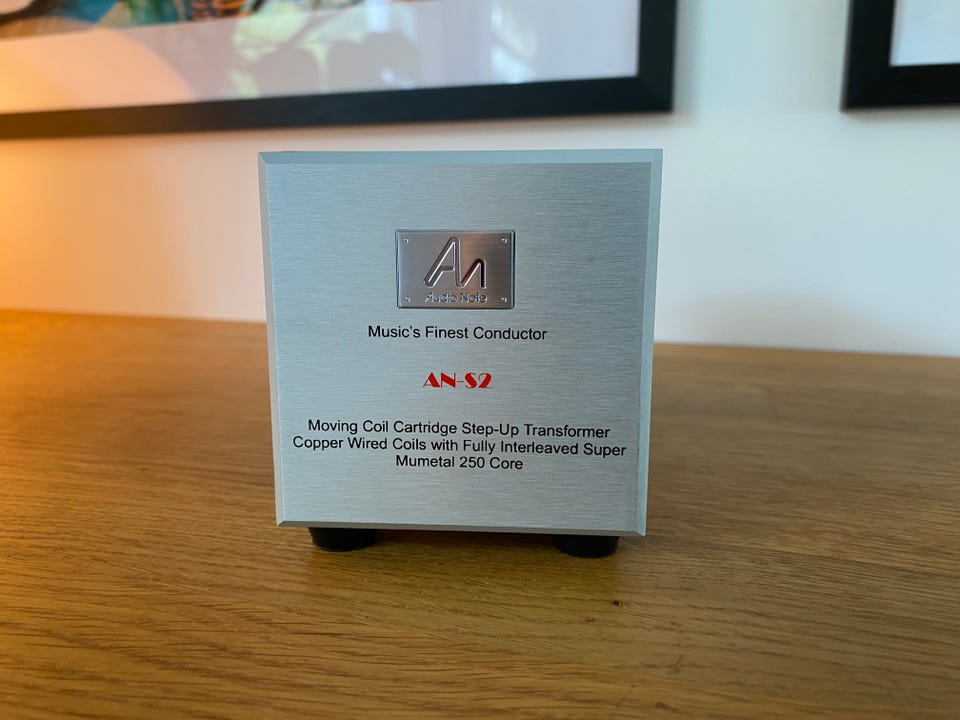 An
Audio Note
Music's Finest Conductor
AN-S2
Moving Coil Cartridge Step-Up Transformer
Copper Wired Coils with Fully Interleaved Super
Mumetal 250 Core